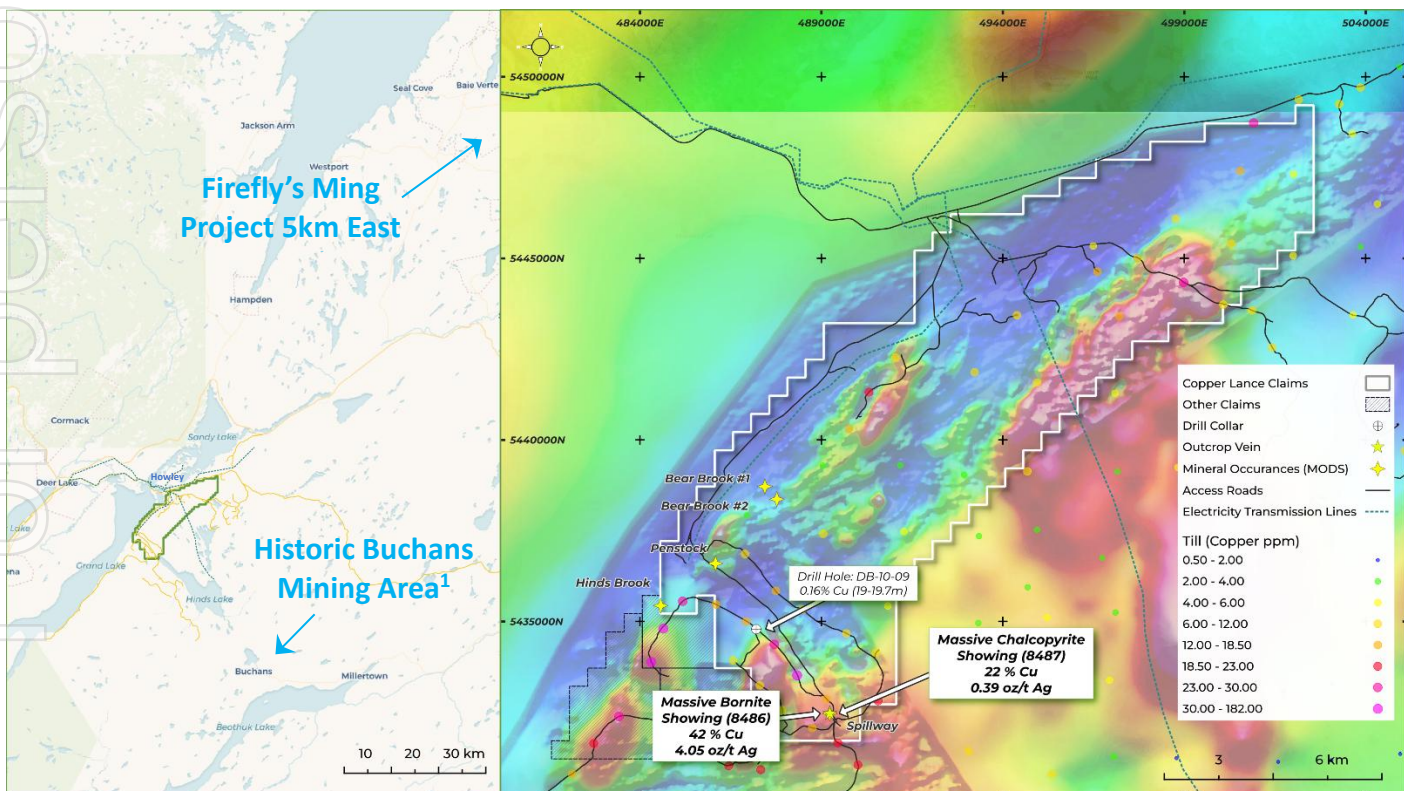 484000E
489000E
494000E
499000E
504000E
5450000N
5445000N
5440000N
5435000N
Seal Cove
Baie Verte
Jackson Arm
Westport
Firefly's Ming
Project 5km East
Hampden
Cormack
Sandy Lake
Howley
Deer Lake
Lake
Grand Lake
ena
Hinds Lake
Historic Buchans
Mining Area1
Buchans
Millertown
Beothuk Lake
10 20 30 km
Bear Brook #1
Bear Brook #2
Penstock
Hinds Brook
Drill Hole: DB-10-09
0.16% Cu (19-19.7m)
Massive Chalcopyrite
Showing (8487)
22 % Cu
0.39 oz/t Ag
Massive Bornite
Showing (8486)
42 % Cu
4.05 oz/t Ag
Spillway
Copper Lance Claims
Other Claims
Drill Collar
Outcrop Vein
Mineral Occurances (MODS)
Access Roads
Electricity Transmission Lines
Till (Copper ppm)
0.50 - 2.00
2.00 - 4.00
4.00 - 6.00
6.00 - 12.00
12.00 - 18.50
18.50 - 23.00
23.00 - 30.00
30.00 - 182.00
3 6 km